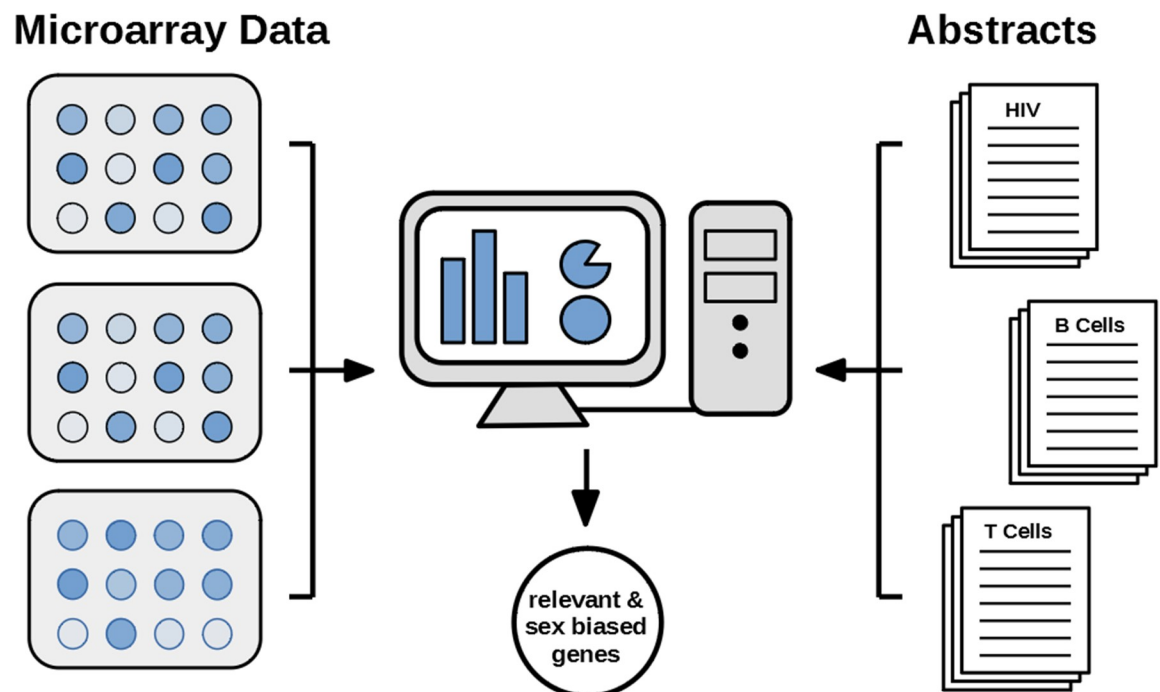 Microarray Data
Abstracts
HIV
B Cells
T Cells
relevant &
sex biased
genes